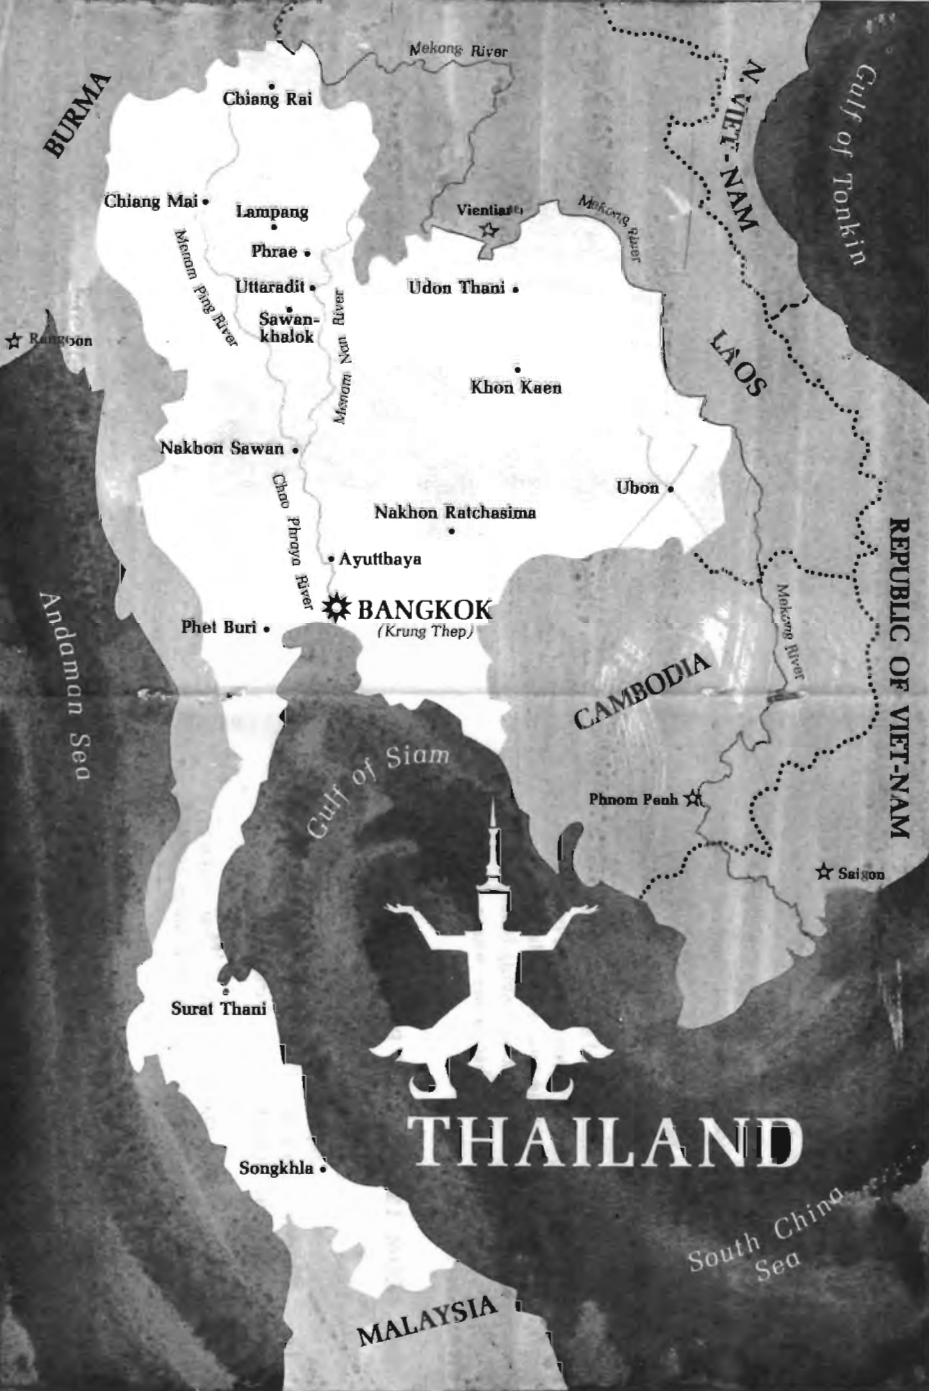 Mekong River
N. VIET-NAM
Gulf of Tonkin
BURMA
Chiang Rai
Chiang Mai
Lampang
Vientiane
Mekong River
Phrae
Menam Ping River
Uttaradit
Udon Thani
Sawan-
khalok
Menam Nan River
Rangoon
LAOS
Khon Kaen
Nakhon Sawan
Chao Phraya River
Ubon
Nakhon Ratchasima
Ayutthaya
REPUBLIC OF VIET-NAM
Andaman Sea
BANGKOK
(Krung Thep)
Phet Buri
Mekong River
CAMBODIA
Gulf of Siam
Phnom Penh
Saigon
Surat Thani
THAILAND
Songkhla
South China
Sea
MALAYSIA